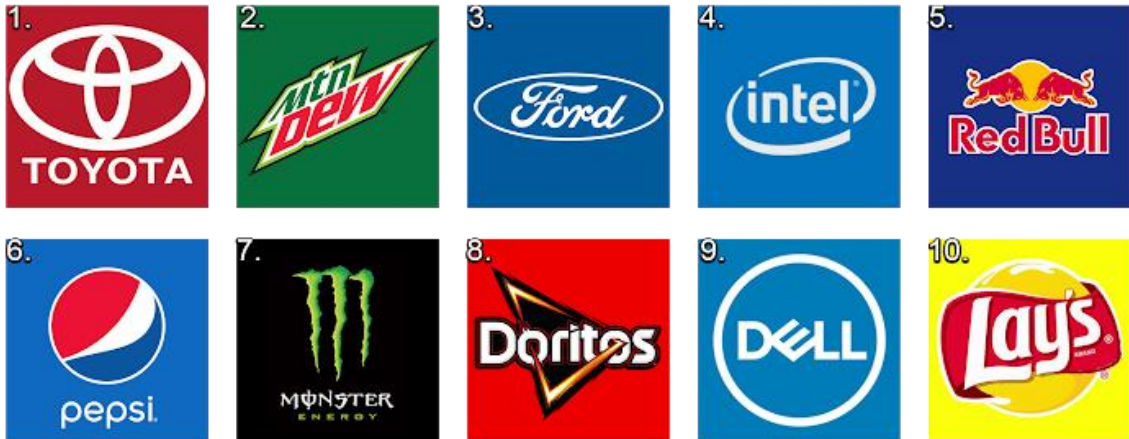 1.
TOYOTA
2.
mtn
DEW
3.
Ford
4.
intel®
5.
Red Bull
6.
pepsi.
7.
MONSTER
ENERGY
8.
Doritos
9.
DELL
10.
Lay's
BRAND
®
®